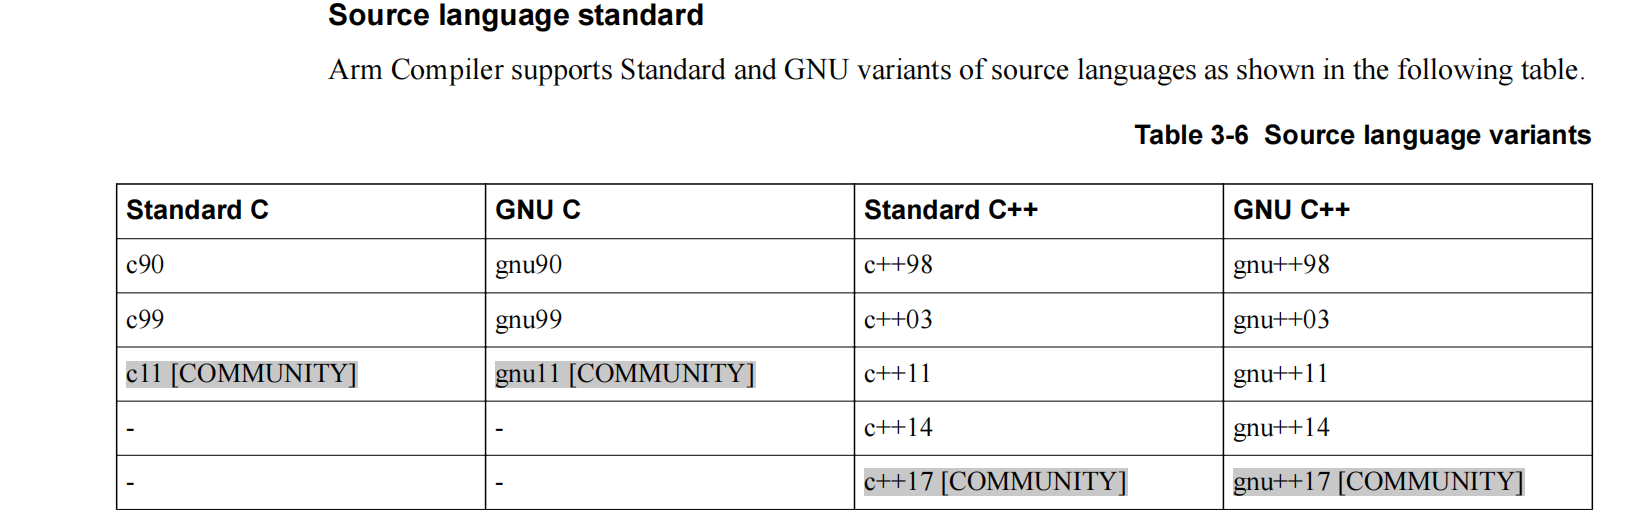 Source language standard
Arm Compiler supports Standard and GNU variants of source languages as shown in the following table.
Table 3-6 Source language variants
Standard C GNU C Standard C++ GNU C++
c90 gnu90 c++98 gnu++98
c99 gnu99 c++03 gnu++03
c11 [COMMUNITY] gnu11 [COMMUNITY] c++11 gnu++11
- - c++14 gnu++14
- - c++17 [COMMUNITY] gnu++17 [COMMUNITY]